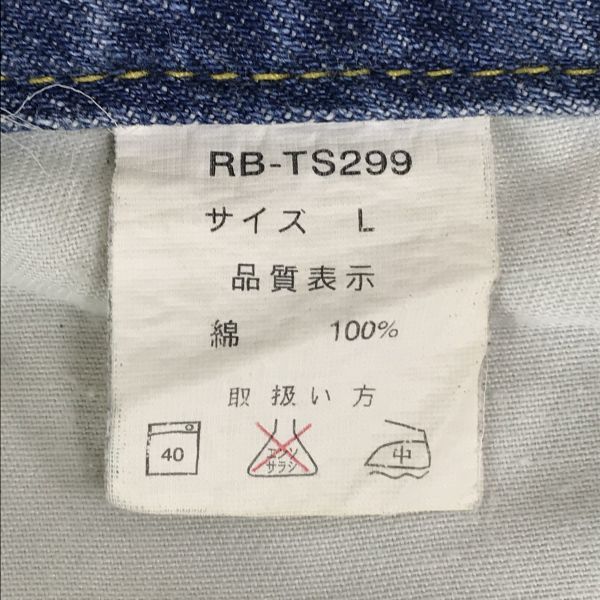 RB-TS299
サイズ L
品質表示
綿 100%
取扱い方
40 エンソサラシ 中